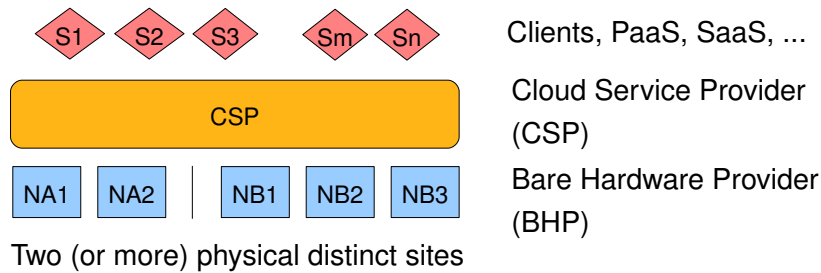 S1 S2 S3 Sm Sn Clients, PaaS, SaaS, ...
CSP
Cloud Service Provider
(CSP)
NA1 NA2 NB1 NB2 NB3
Bare Hardware Provider
(BHP)
Two (or more) physical distinct sites